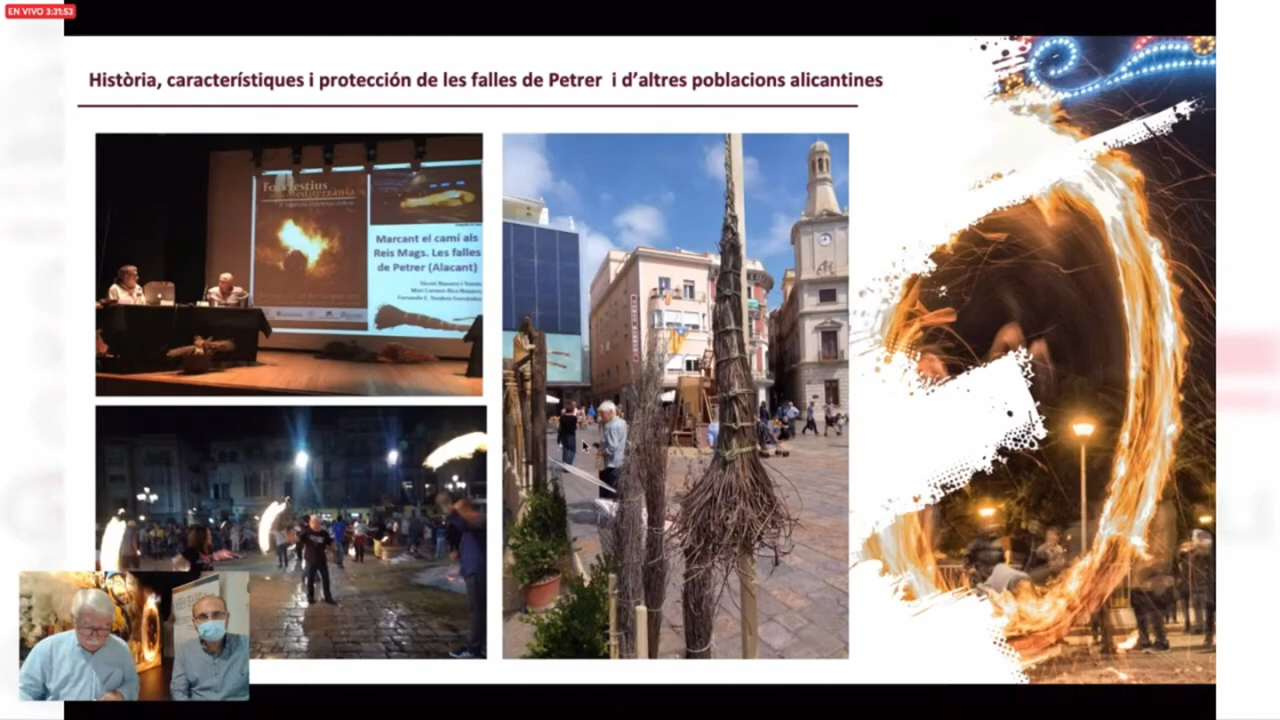 EN VIVO 3:31:53
Història, característiques i protección de les falles de Petrer i d'altres poblacions alicantines
Focs festius
Marcant el camí als
Reis Mags. Les falles
de Petrer (Alacant)